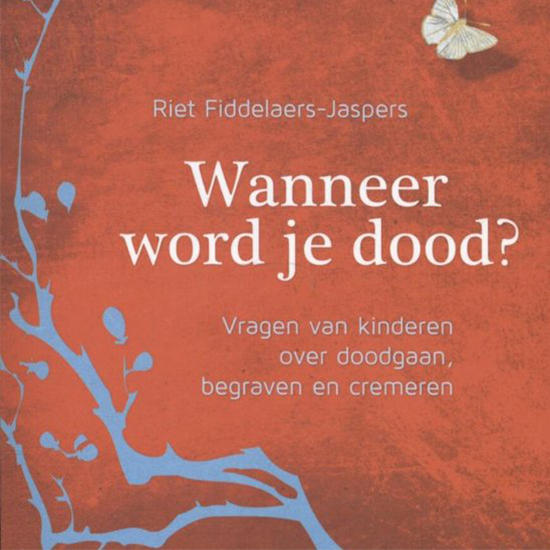 Riet Fiddelaers-Jaspers
Wanneer
word je dood?
Vragen van kinderen
over doodgaan,
begraven en cremeren